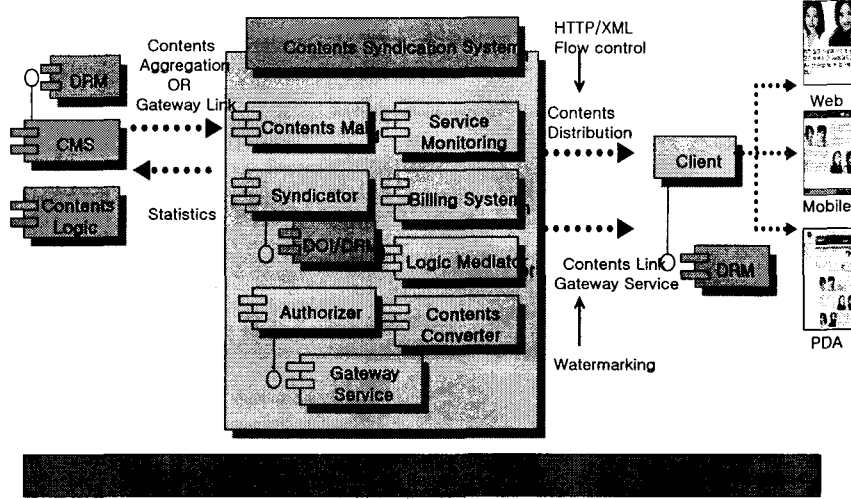 Contents Syndication System
Contents
Aggregation
OR
Gateway Link
HTTP/XML
Flow control
DRM
CMS
Contents
Logic
Statistics
Contents Mal
Service
Monitoring
Syndicator
Billing System
DOI/DRM
Logic Mediator
Authorizer
Contents
Converter
Gateway
Service
Contents
Distribution
Client
Contents Link
Gateway Service
DRM
Watermarking
Web
Mobile
PDA